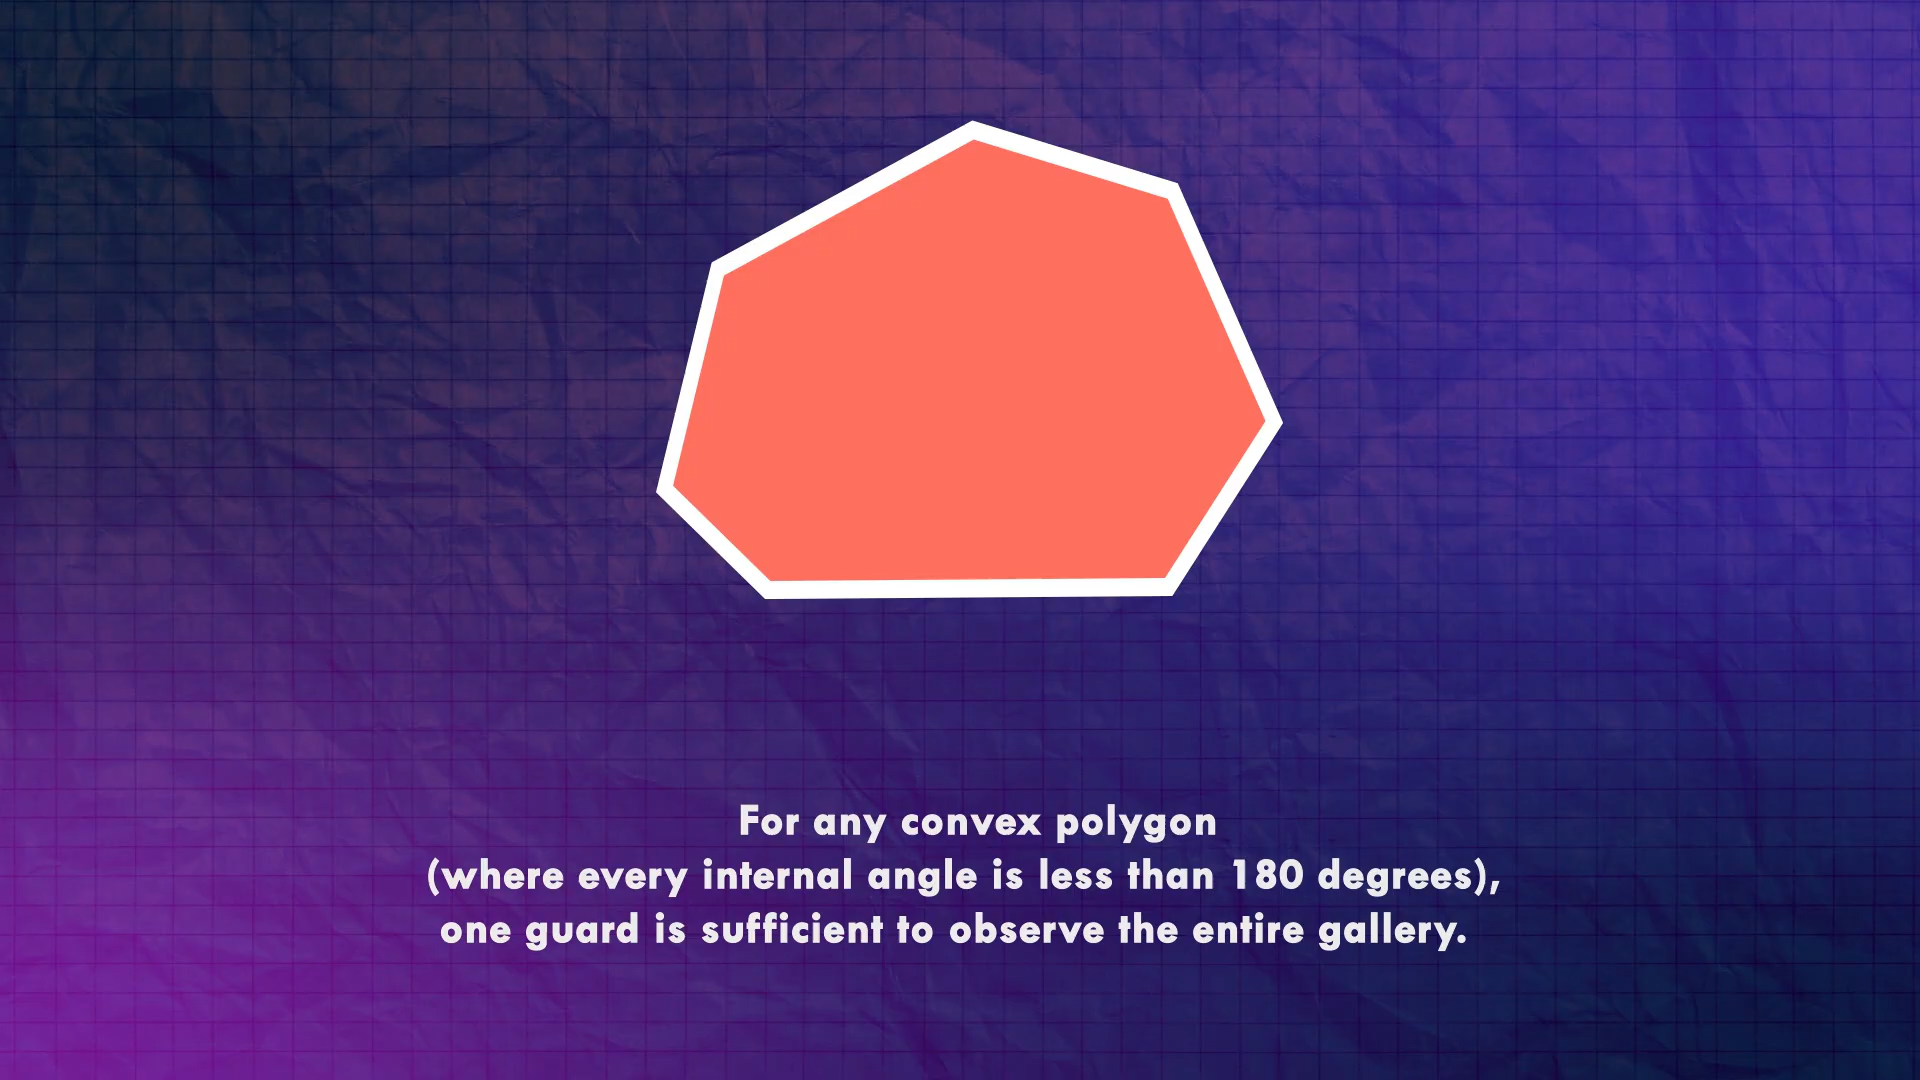 For any convex polygon
(where every internal angle is less than 180 degrees),
one guard is sufficient to observe the entire gallery.